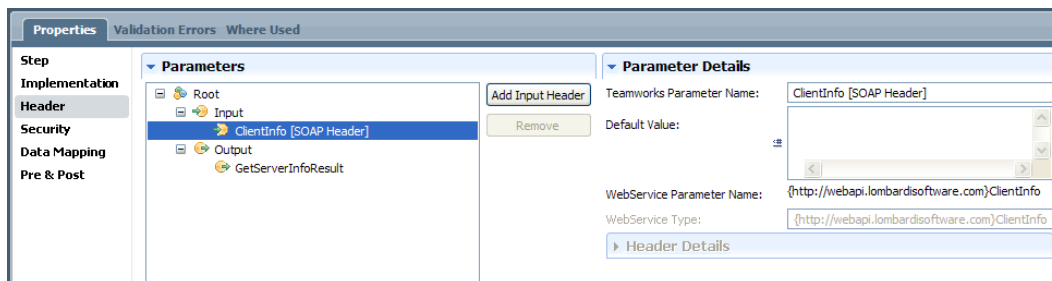 Properties Validation Errors Where Used
Step
Implementation
Header
Security
Data Mapping
Pre & Post
Parameters
Root
Input
ClientInfo [SOAP Header]
Output
GetServerInfoResult
Add Input Header
Remove
Parameter Details
Teamworks Parameter Name: ClientInfo [SOAP Header]
Default Value:
WebService Parameter Name: {http://webapi.lombardisoftware.com}ClientInfo
WebService Type: {http://webapi.lombardisoftware.com}ClientInfo
Header Details